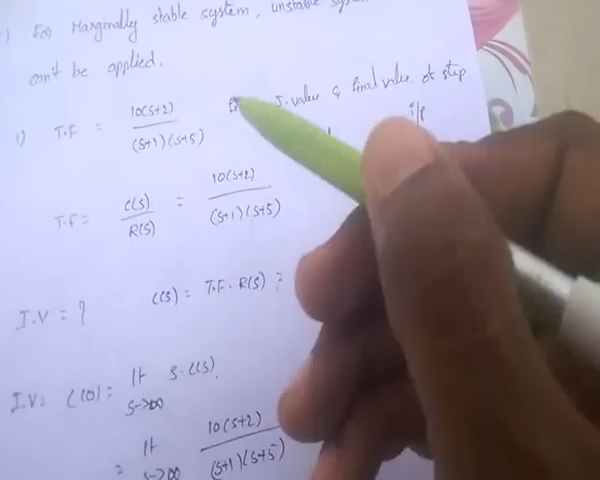 ) For Marginally stable system, unstable
can't be applied.
1) T.F = 10(s+2) / (s+1)(s+5) I.value & final value of step
i/p
T.F = C(s) / R(s) = 10(s+2) / (s+1)(s+5)
I.V = ? C(s) = T.F . R(s) =
I.V = C(0) = lt s→∞ s.C(s)
= lt s→∞ 10(s+2) / (s+1)(s+5)